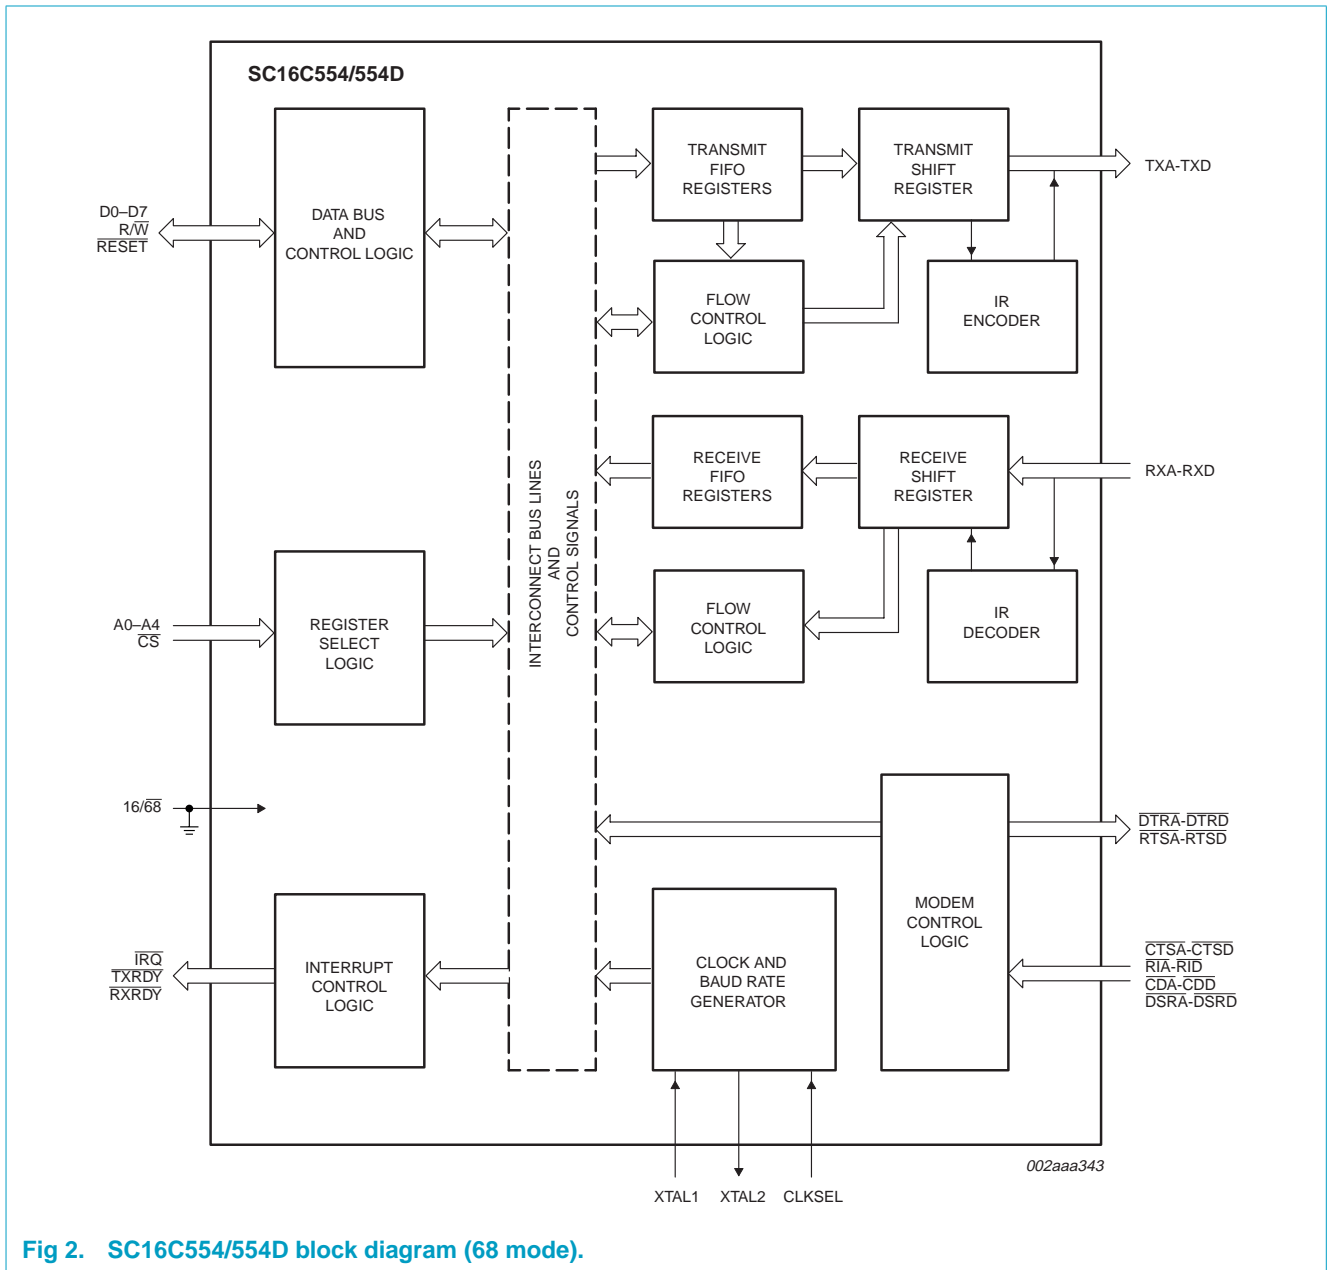 SC16C554/554D
D0–D7
R/W
RESET
DATA BUS
AND
CONTROL LOGIC
A0–A4
CS
REGISTER
SELECT
LOGIC
16/68
IRQ
TXRDY
RXRDY
INTERRUPT
CONTROL
LOGIC
INTERCONNECT BUS LINES
AND
CONTROL SIGNALS
TRANSMIT
FIFO
REGISTERS
TRANSMIT
SHIFT
REGISTER
TXA-TXD
FLOW
CONTROL
LOGIC
IR
ENCODER
RECEIVE
FIFO
REGISTERS
RECEIVE
SHIFT
REGISTER
RXA-RXD
FLOW
CONTROL
LOGIC
IR
DECODER
DTRA-DTRD
RTSA-RTSD
MODEM
CONTROL
LOGIC
CTSA-CTSD
RIA-RID
CDA-CDD
DSRA-DSRD
CLOCK AND
BAUD RATE
GENERATOR
XTAL1
XTAL2
CLKSEL
002aaa343
Fig 2. SC16C554/554D block diagram (68 mode).